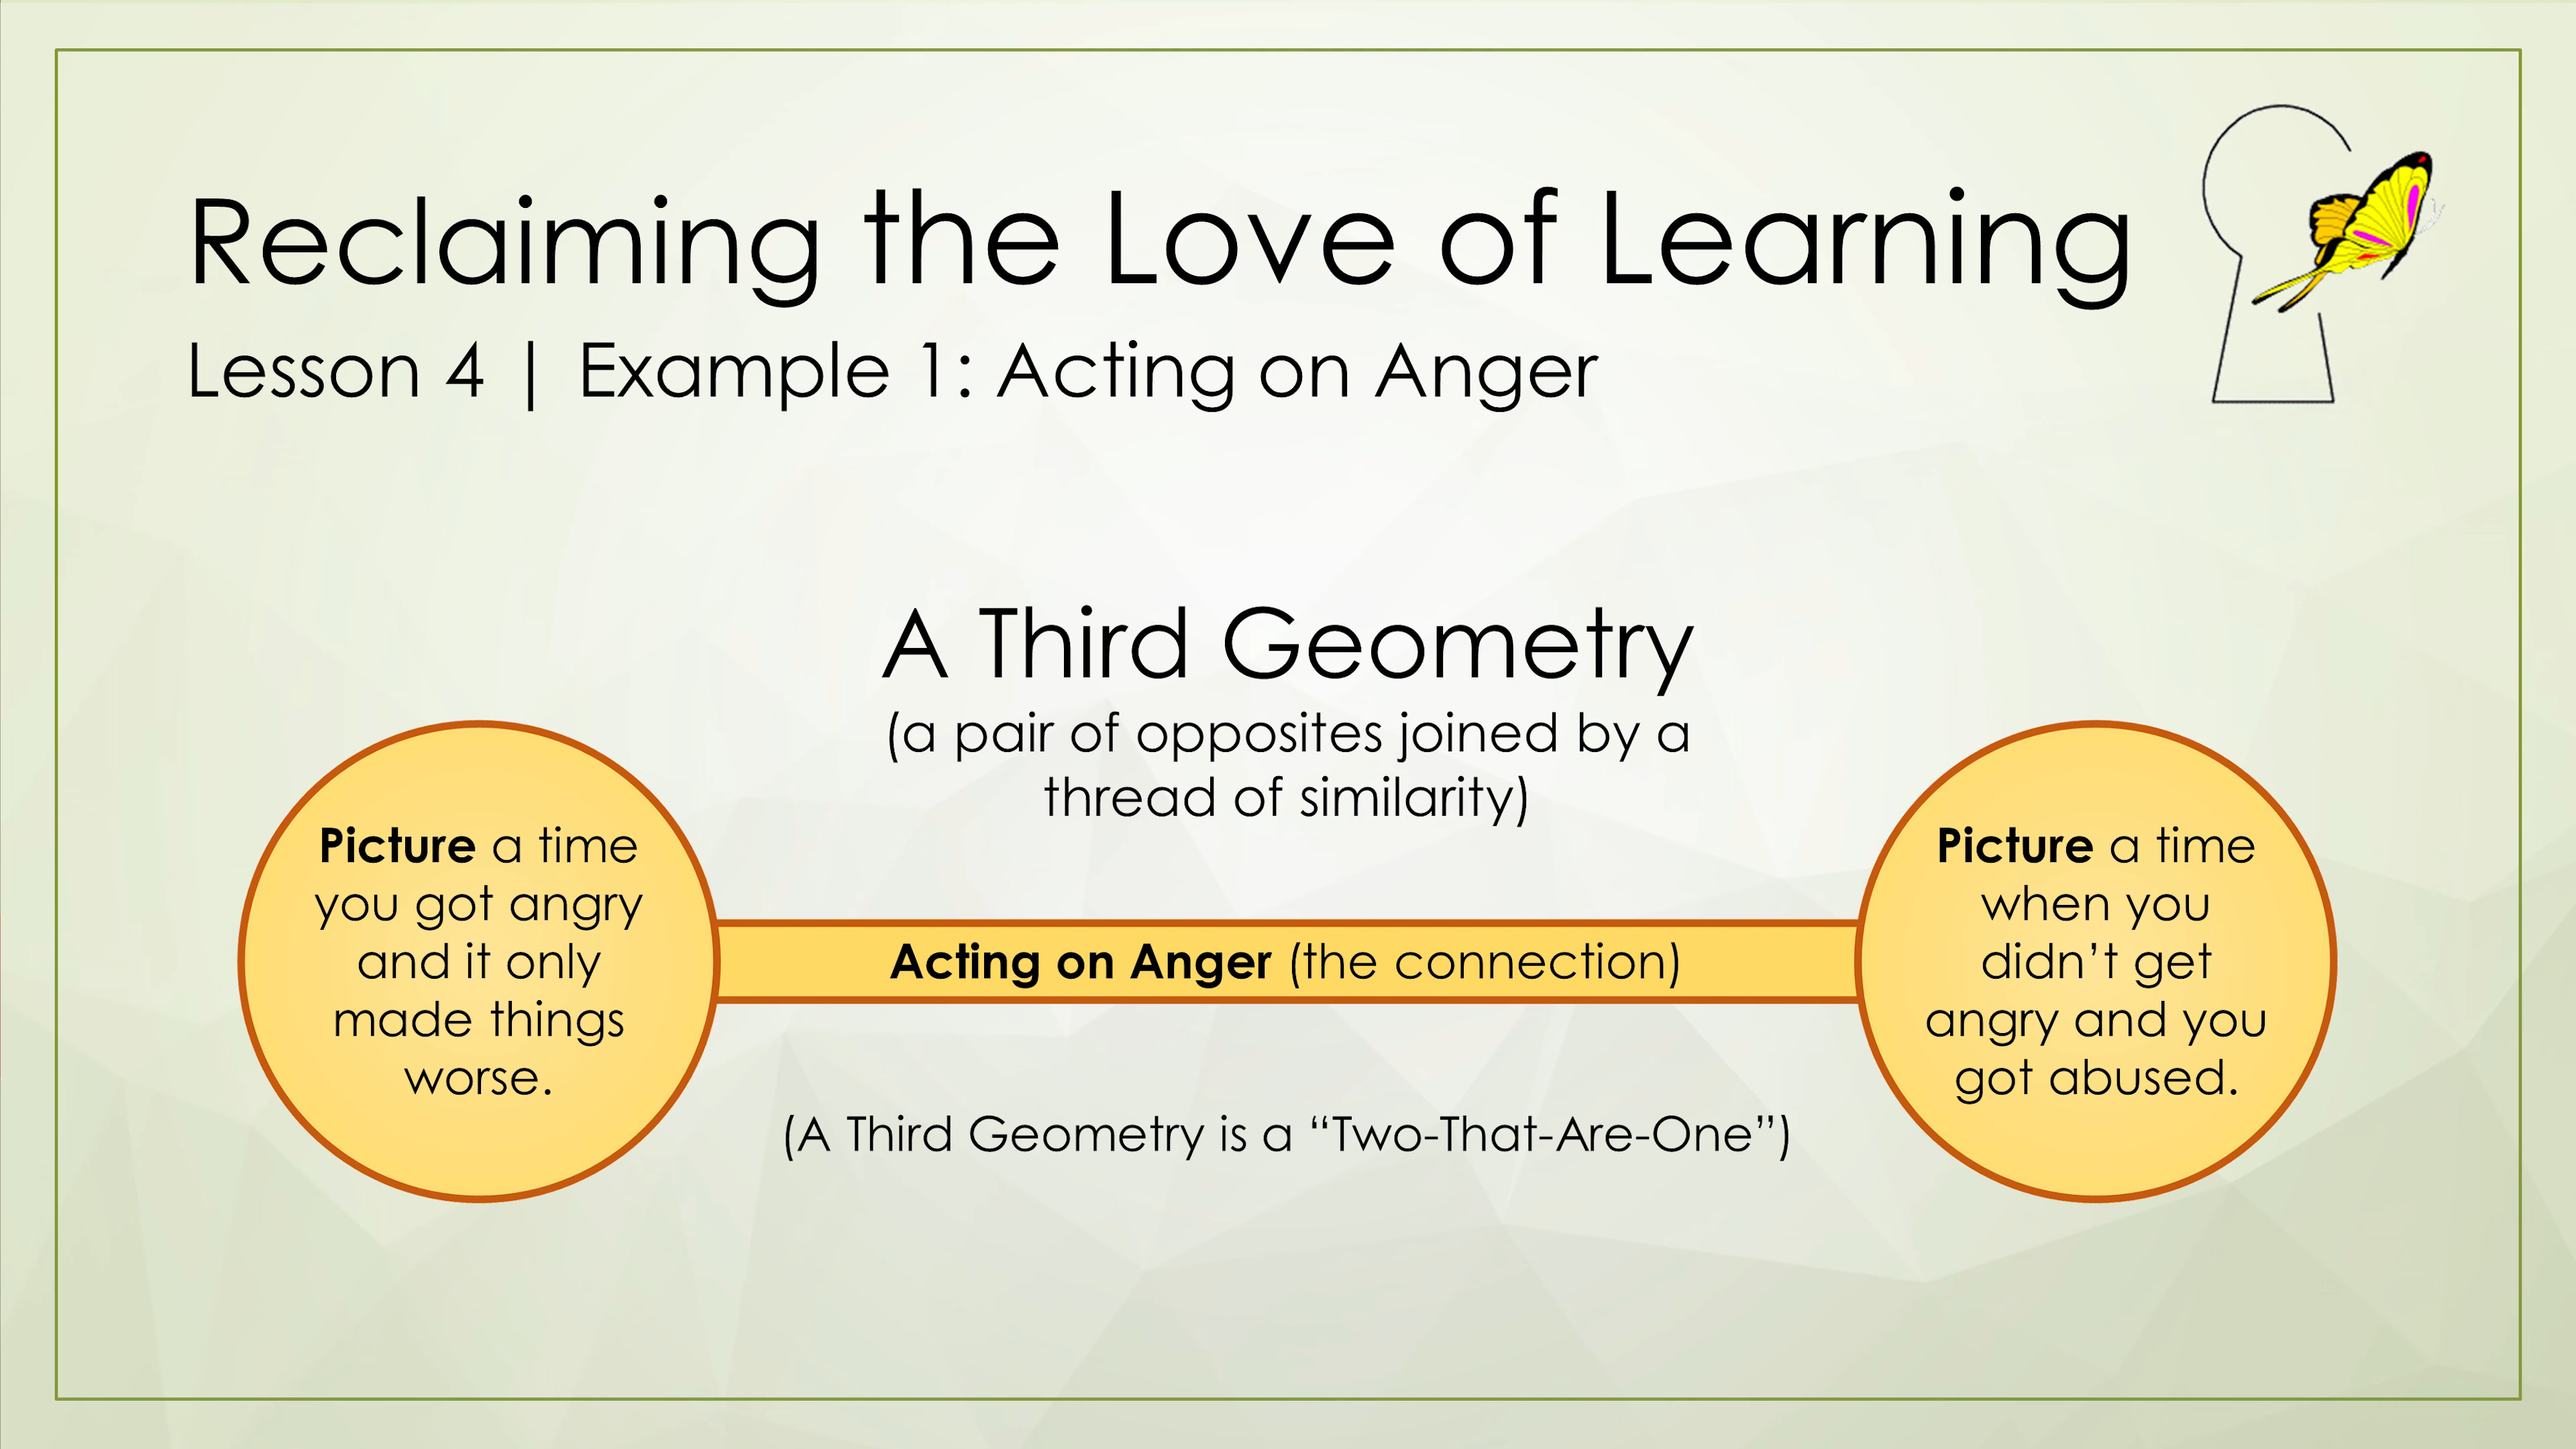 Reclaiming the Love of Learning
Lesson 4 | Example 1: Acting on Anger
A Third Geometry
(a pair of opposites joined by a
thread of similarity)
Picture a time
you got angry
and it only
made things
worse.
Acting on Anger (the connection)
Picture a time
when you
didn’t get
angry and you
got abused.
(A Third Geometry is a “Two-That-Are-One”)